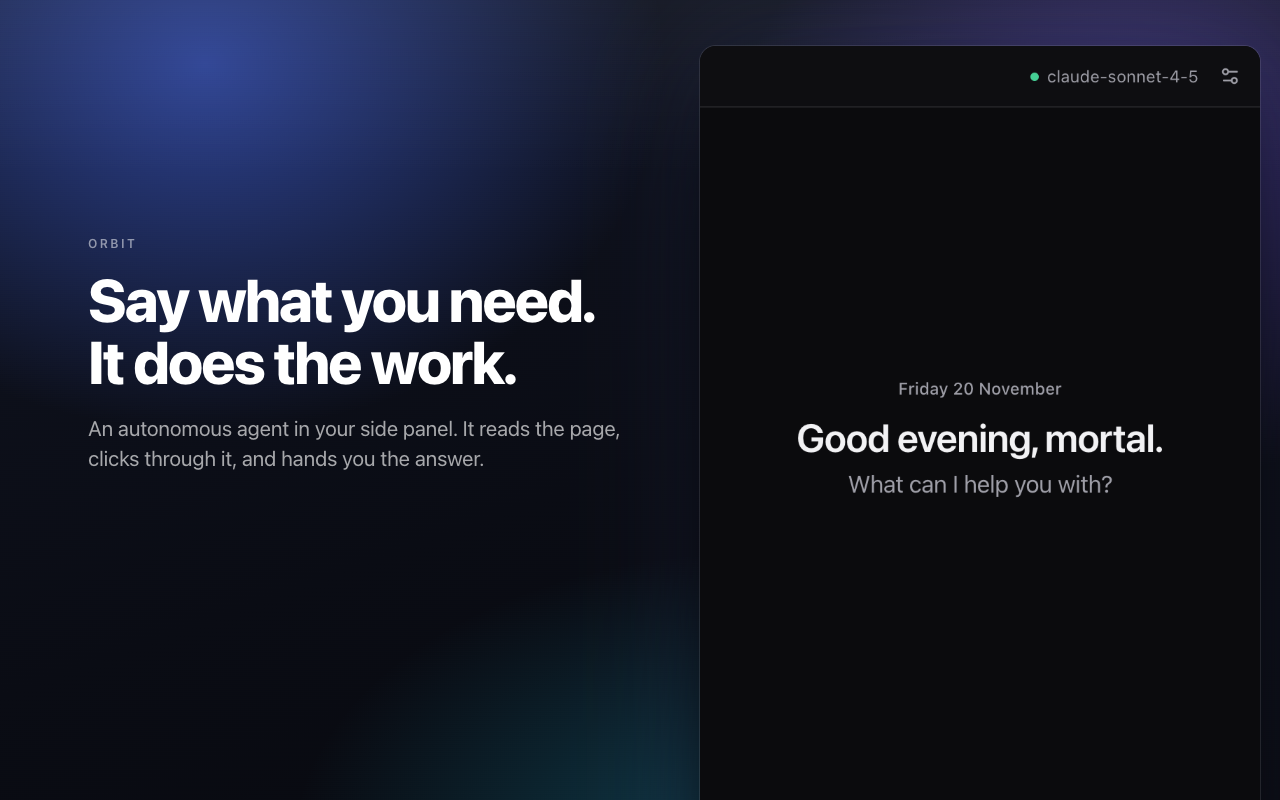 ORBIT
Say what you need.
It does the work.
An autonomous agent in your side panel. It reads the page,
clicks through it, and hands you the answer.
claude-sonnet-4-5
Friday 20 November
Good evening, mortal.
What can I help you with?